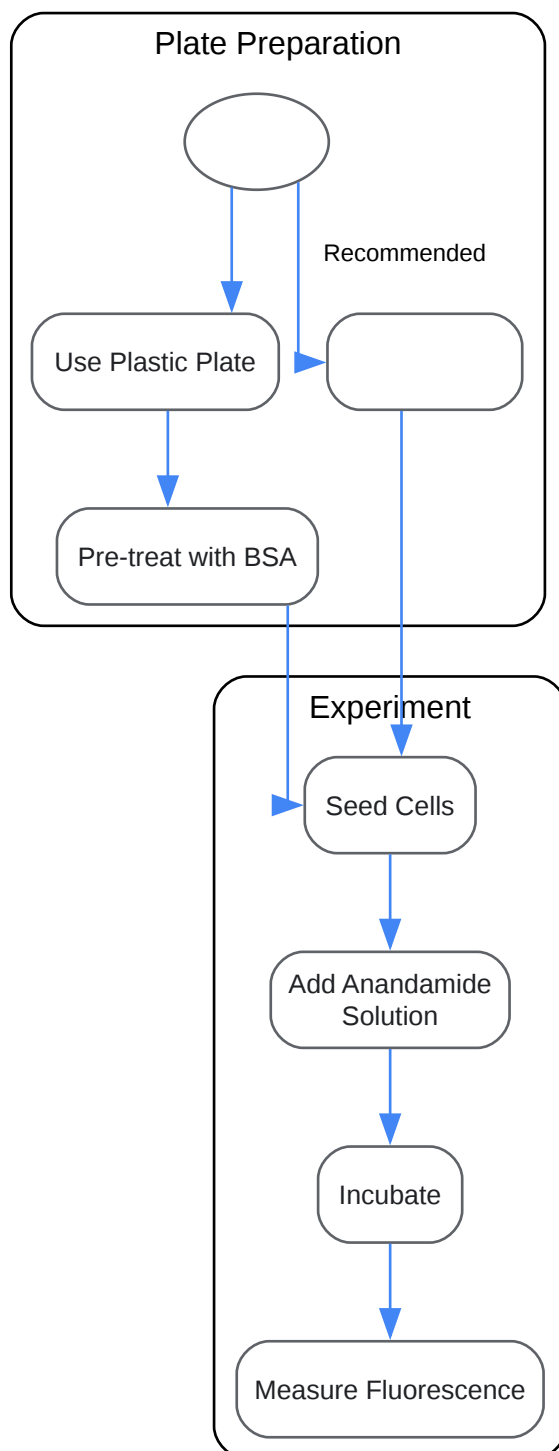 Plate Preparation
Recommended
Use Plastic Plate
Pre-treat with BSA
Experiment
Seed Cells
Add Anandamide
Solution
Incubate
Measure Fluorescence